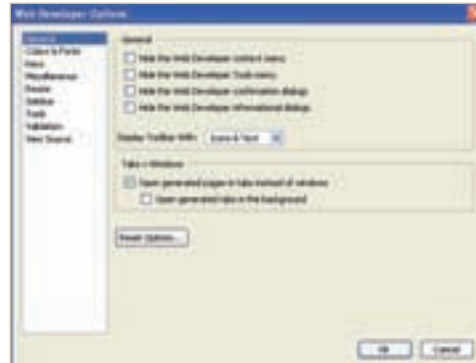 Web Developer Options
General
Colors & Fonts
Keys
Miscellaneous
Resize
Sidebar
Tools
Validation
View Source
General
Hide the Web Developer context menu
Hide the Web Developer Tools menu
Hide the Web Developer confirmation dialogs
Hide the Web Developer informational dialogs
Display Toolbar With: Icons & Text
Tabs & Windows
Open generated pages in tabs instead of windows
Open generated tabs in the background
Reset Options...
OK Cancel